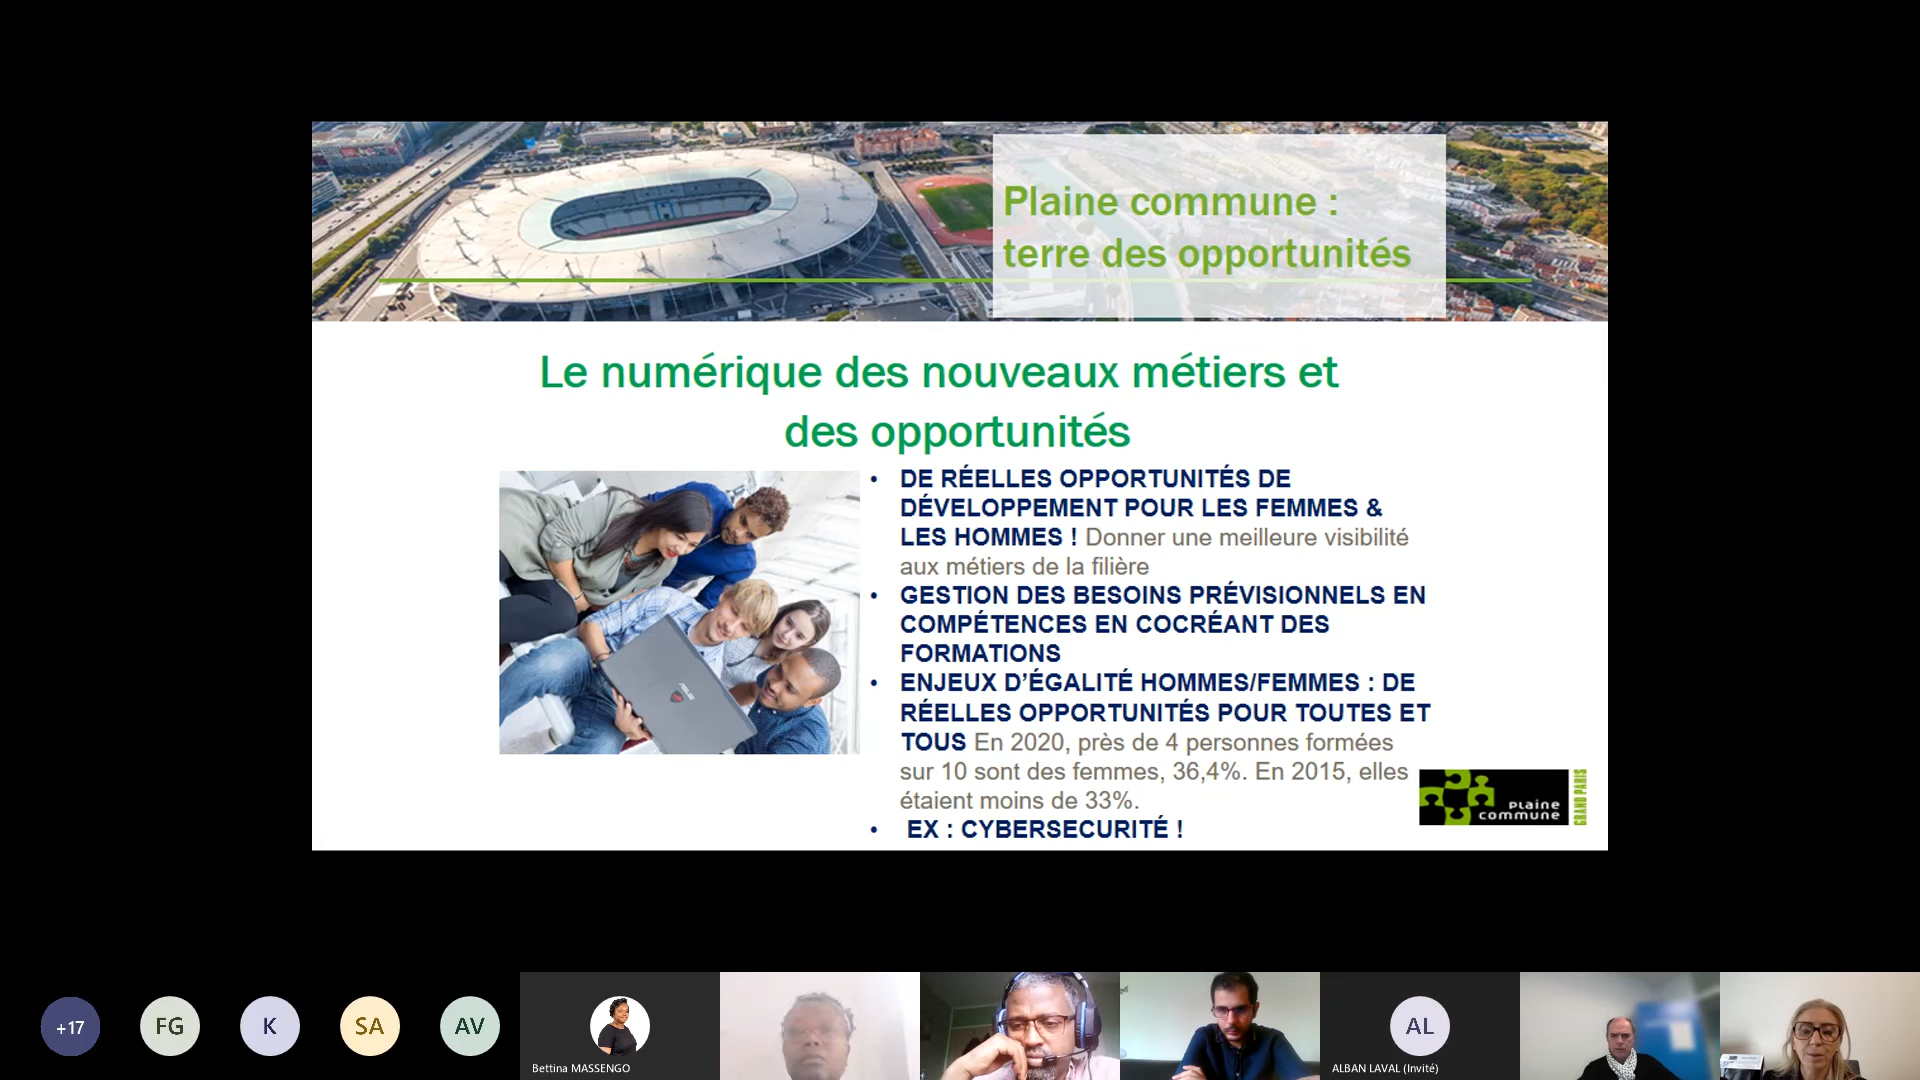 Plaine commune :
terre des opportunités
Le numérique des nouveaux métiers et
des opportunités
• DE RÉELLES OPPORTUNITÉS DE
DÉVELOPPEMENT POUR LES FEMMES &
LES HOMMES ! Donner une meilleure visibilité
aux métiers de la filière
• GESTION DES BESOINS PRÉVISIONNELS EN
COMPÉTENCES EN COCRÉANT DES
FORMATIONS
• ENJEUX D’ÉGALITÉ HOMMES/FEMMES : DE
RÉELLES OPPORTUNITÉS POUR TOUTES ET
TOUS En 2020, près de 4 personnes formées
sur 10 sont des femmes, 36,4%. En 2015, elles
étaient moins de 33%.
• EX : CYBERSECURITÉ !
ASUS
PLAINE
COMMUNE
GRAND PARIS
+17
FG
K
SA
AV
Bettina MASSENGO
AL
ALBAN LAVAL (Invité)